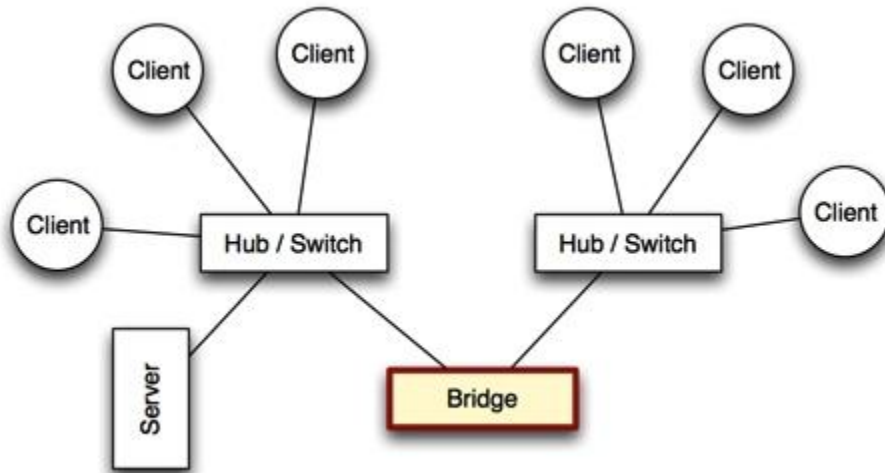 Client
Client
Client
Client
Client
Client
Hub / Switch
Hub / Switch
Server
Bridge